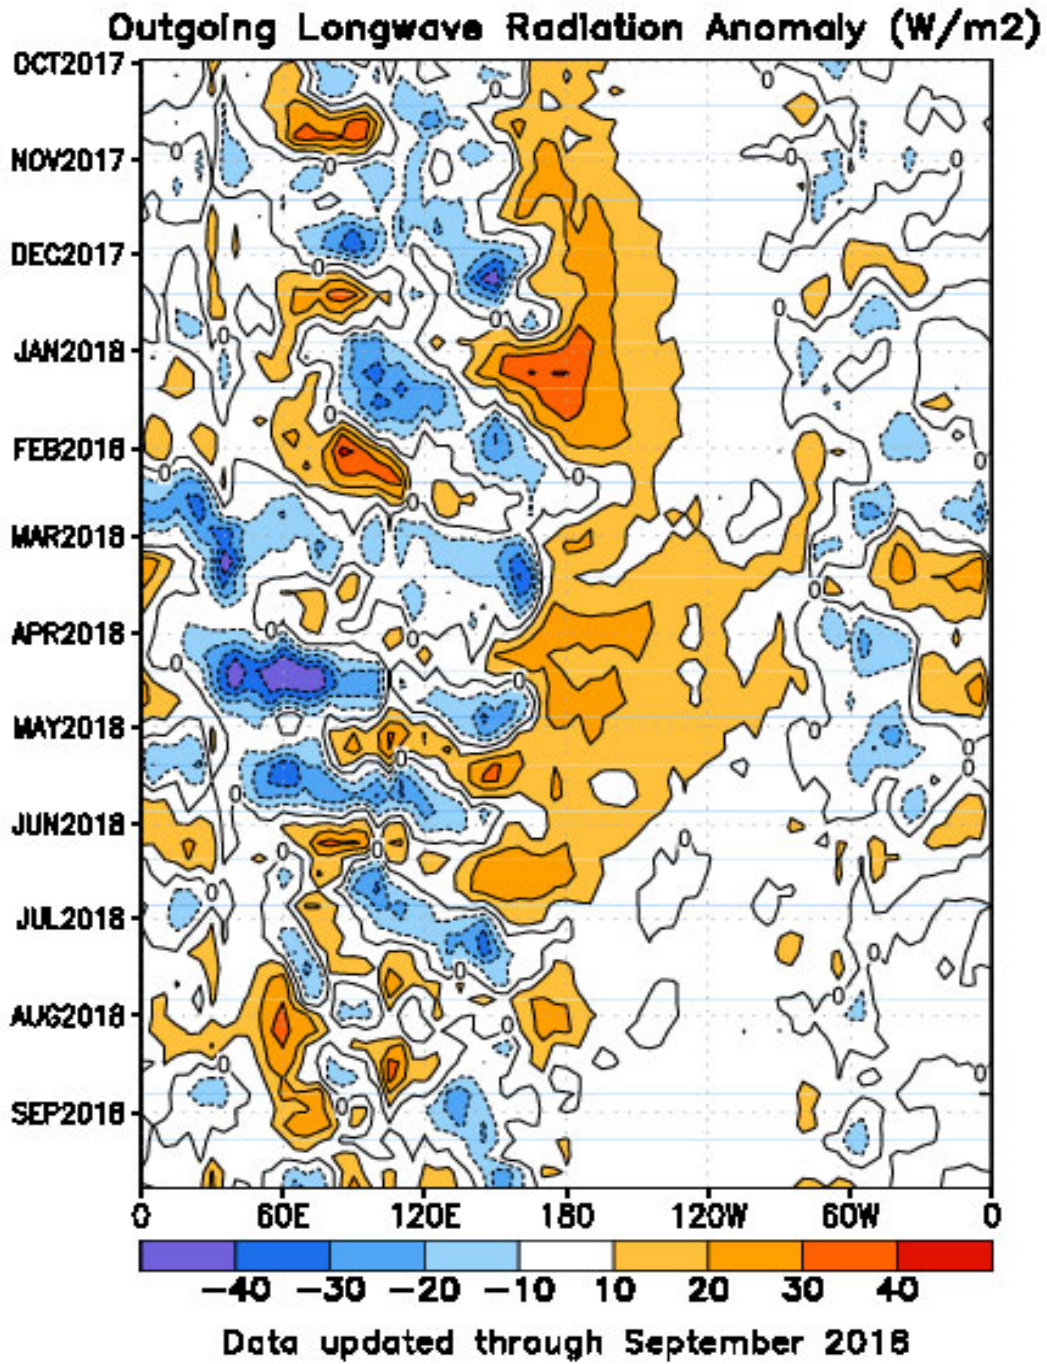 Outgoing Longwave Radiation Anomaly (W/m2)
OCT2017
NOV2017
DEC2017
JAN2018
FEB2018
MAR2018
APR2018
MAY2018
JUN2018
JUL2018
AUG2018
SEP2018
0 60E 120E 180 120W 60W 0
−40 −30 −20 −10 10 20 30 40
Data updated through September 2018